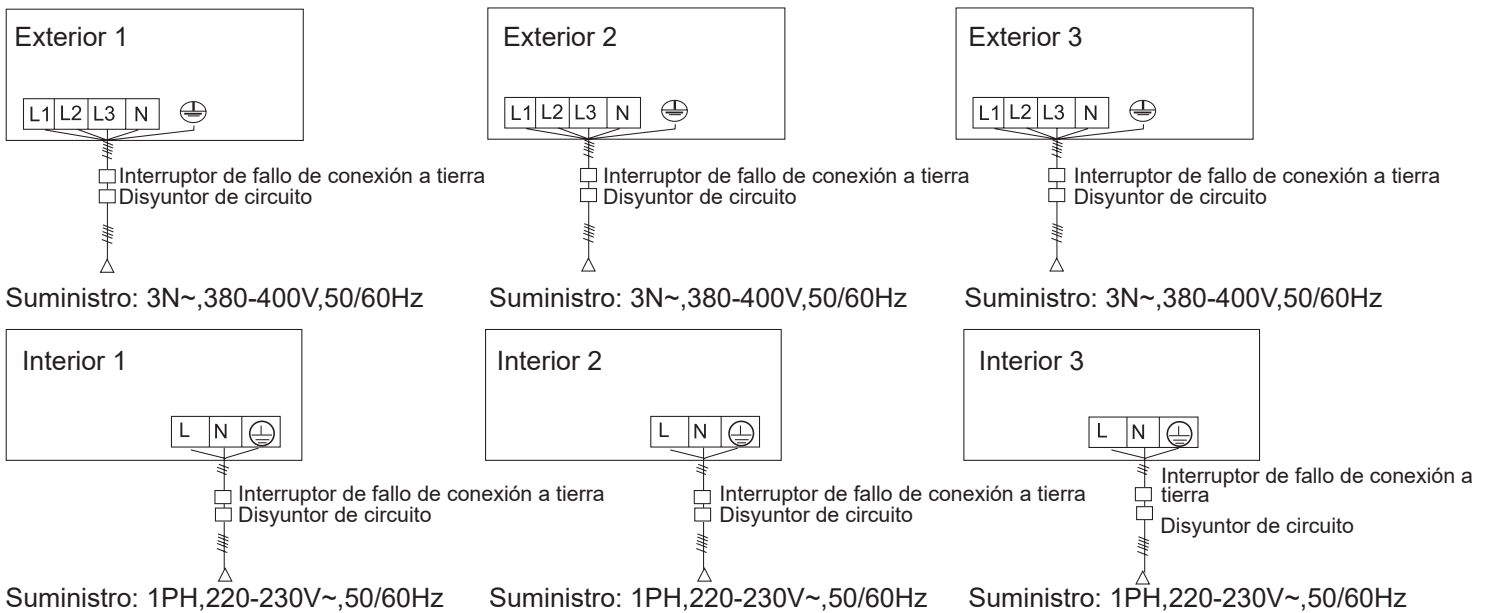 Exterior 1
L1 L2 L3 N
Interruptor de fallo de conexión a tierra
Disyuntor de circuito
Suministro: 3N~,380-400V,50/60Hz
Exterior 2
L1 L2 L3 N
Interruptor de fallo de conexión a tierra
Disyuntor de circuito
Suministro: 3N~,380-400V,50/60Hz
Exterior 3
L1 L2 L3 N
Interruptor de fallo de conexión a tierra
Disyuntor de circuito
Suministro: 3N~,380-400V,50/60Hz
Interior 1
L N
Interruptor de fallo de conexión a tierra
Disyuntor de circuito
Suministro: 1PH,220-230V~,50/60Hz
Interior 2
L N
Interruptor de fallo de conexión a tierra
Disyuntor de circuito
Suministro: 1PH,220-230V~,50/60Hz
Interior 3
L N
Interruptor de fallo de conexión a
tierra
Disyuntor de circuito
Suministro: 1PH,220-230V~,50/60Hz